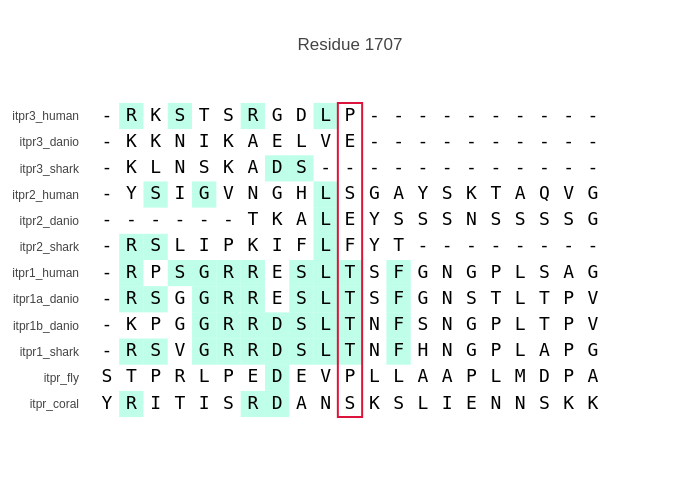 Residue 1707
itpr3_human - R K S T S R G D L P - - - - - - - - - -
itpr3_danio - K K N I K A E L V E - - - - - - - - - -
itpr3_shark - K L N S K A D S - - - - - - - - - - - -
itpr2_human - Y S I G V N G H L S G A Y S K T A Q V G
itpr2_danio - - - - - - T K A L E Y S S S N S S S S G
itpr2_shark - R S L I P K I F L F Y T - - - - - - - -
itpr1_human - R P S G R R E S L T S F G N G P L S A G
itpr1a_danio - R S G G R R E S L T S F G N S T L T P V
itpr1b_danio - K P G G R R D S L T N F S N G P L T P V
itpr1_shark - R S V G R R D S L T N F H N G P L A P G
itpr_fly S T P R L P E D E V P L L A A P L M D P A
itpr_coral Y R I T I S R D A N S K S L I E N N S K K